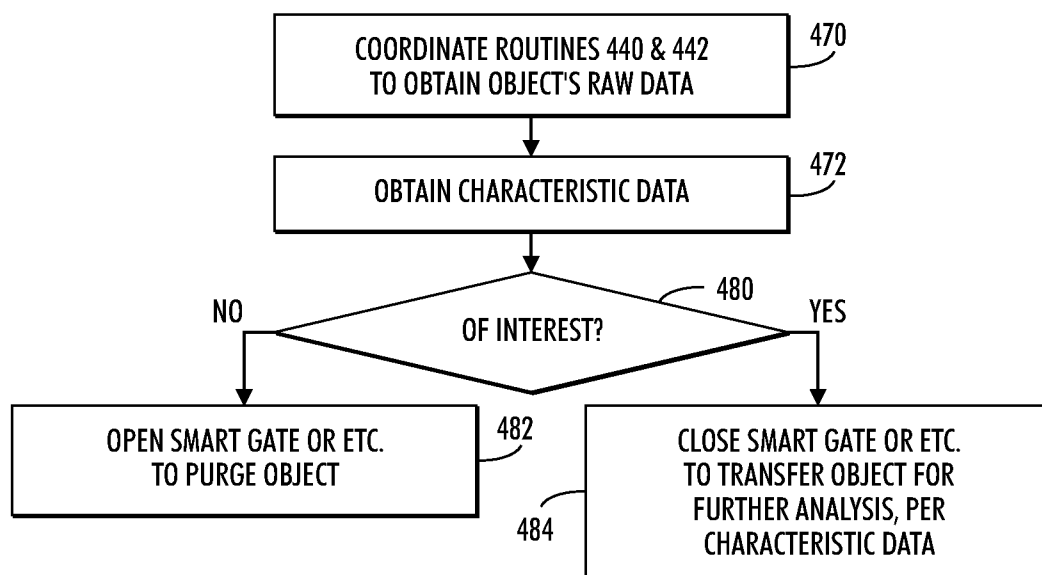 COORDINATE ROUTINES 440 & 442
TO OBTAIN OBJECT'S RAW DATA
470
OBTAIN CHARACTERISTIC DATA
472
OF INTEREST?
480
NO
YES
OPEN SMART GATE OR ETC.
TO PURGE OBJECT
482
CLOSE SMART GATE OR ETC.
TO TRANSFER OBJECT FOR
FURTHER ANALYSIS, PER
CHARACTERISTIC DATA
484